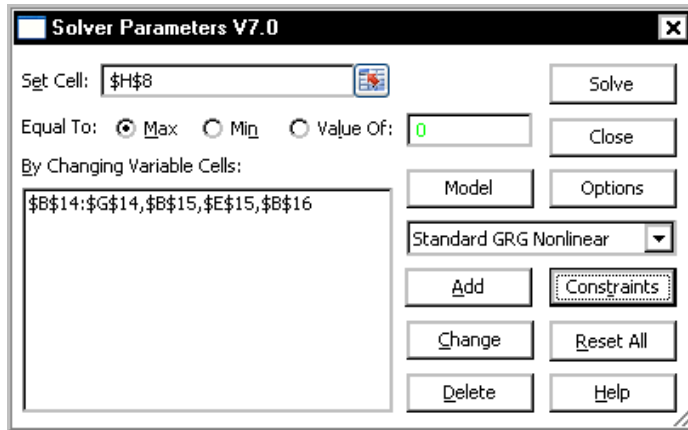 Solver Parameters V7.0
Set Cell: $H$8
Solve
Equal To: Max Min Value Of: 0
Close
By Changing Variable Cells:
Model Options
$B$14:$G$14,$B$15,$E$15,$B$16
Standard GRG Nonlinear
Add Constraints
Change Reset All
Delete Help